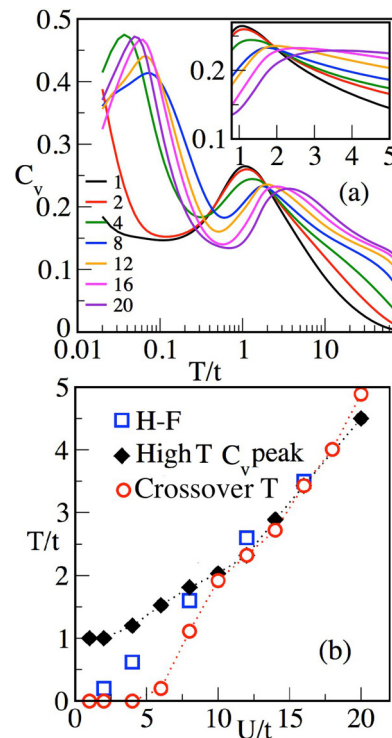 0.5
0.4
0.3
0.2
0.1
0
C_v
1
2
4
8
12
16
20
0.2
0.1
1 2 3 4 5
(a)
0.01 0.1 1 10
T/t
5
4
3
2
1
0
T/t
H-F
High T C_v peak
Crossover T
(b)
0 5 10 15 20
U/t